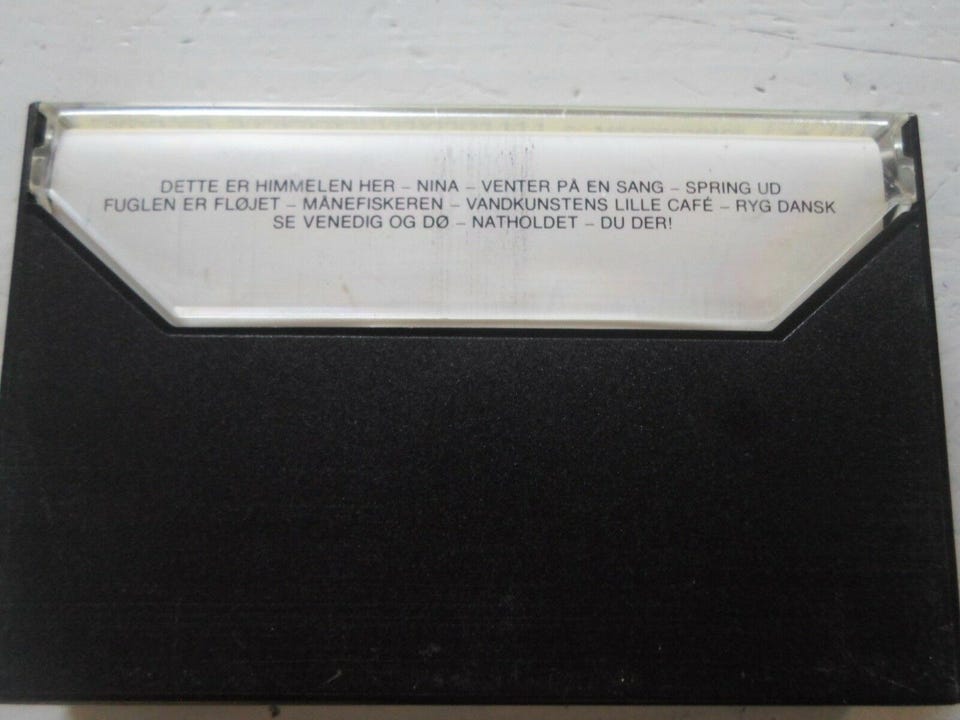 DETTE ER HIMMELEN HER – NINA – VENTER PÅ EN SANG – SPRING UD
FUGLEN ER FLØJET – MÅNEFISKEREN – VANDKUNSTENS LILLE CAFÉ – RYG DANSK
SE VENEDIG OG DØ – NATHOLDET – DU DER!